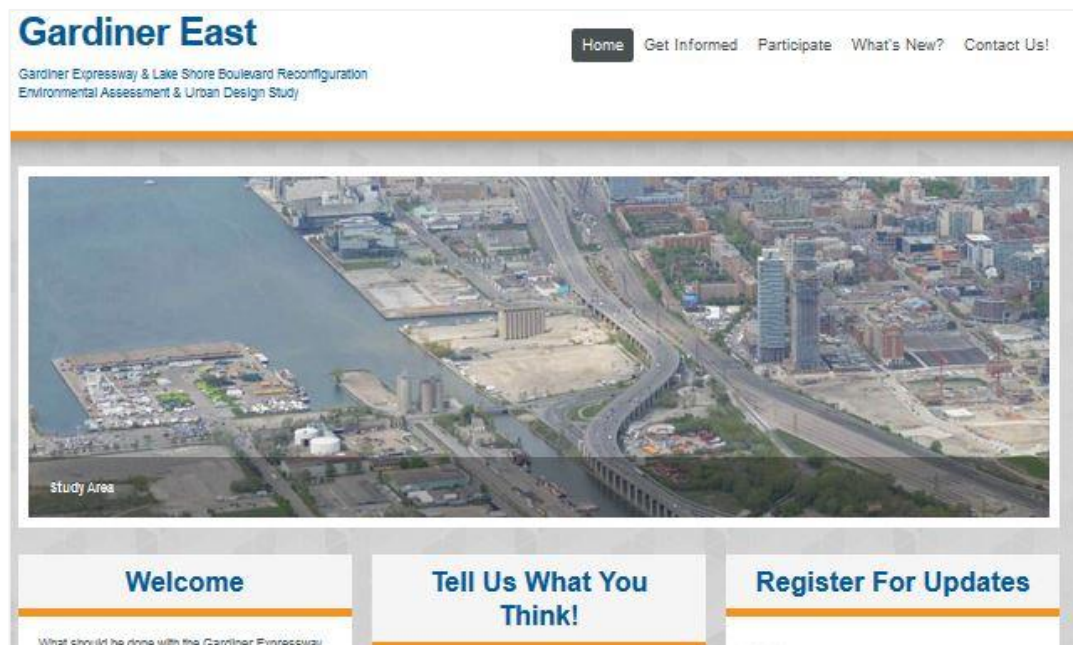 Gardiner East
Home Get Informed Participate What's New? Contact Us!
Gardiner Expressway & Lake Shore Boulevard Reconfiguration
Environmental Assessment & Urban Design Study
Study Area
Welcome
Tell Us What You
Think!
Register For Updates
What should be done with the Gardiner Expressway